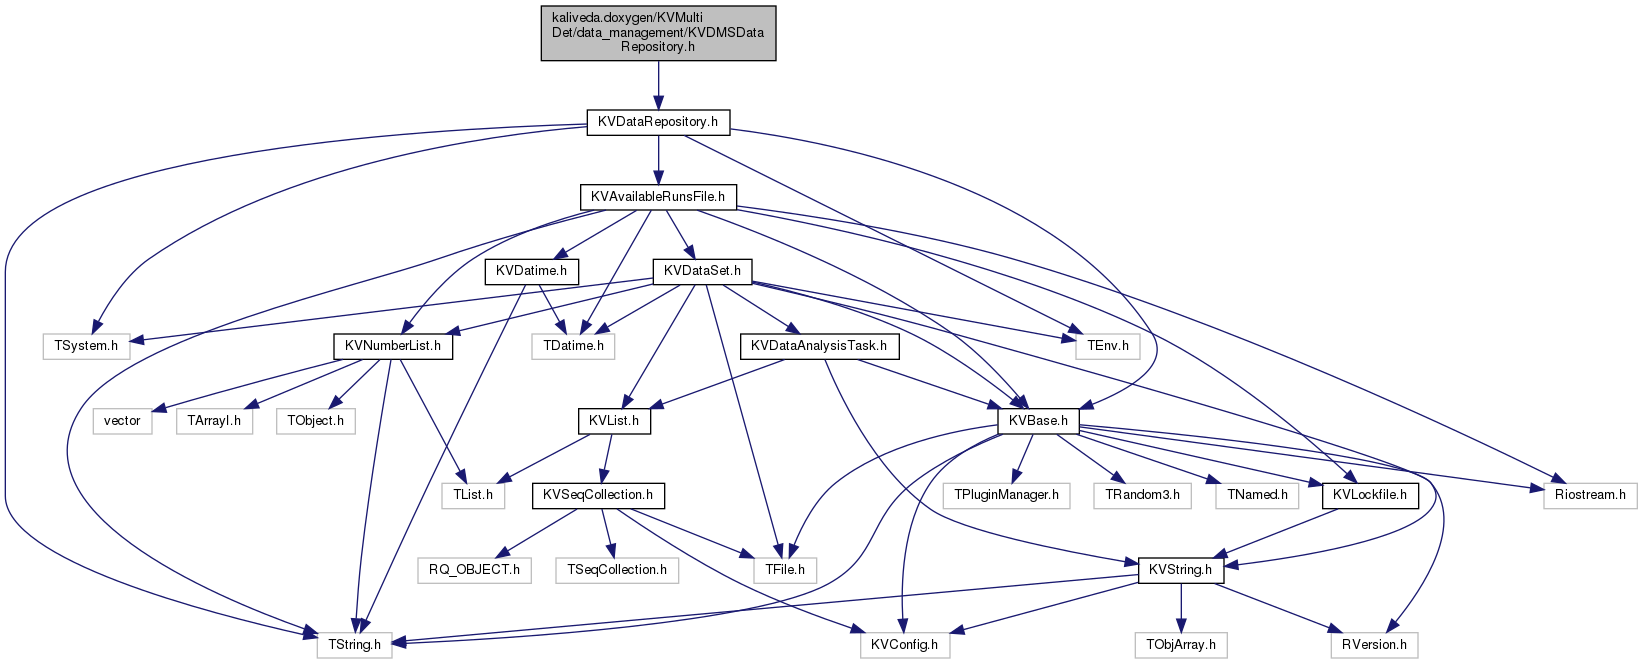 kaliveda.doxygen/KVMulti
Det/data_management/KVDMSData
Repository.h
KVDataRepository.h
KVAvailableRunsFile.h
KVDatime.h
KVDataSet.h
TSystem.h
KVNumberList.h
TDatime.h
KVDataAnalysisTask.h
TEnv.h
vector
TArrayI.h
TObject.h
KVList.h
KVBase.h
TList.h
KVSeqCollection.h
TPluginManager.h
TRandom3.h
TNamed.h
KVLockfile.h
Riostream.h
RQ_OBJECT.h
TSeqCollection.h
TFile.h
KVString.h
TString.h
KVConfig.h
TObjArray.h
RVersion.h